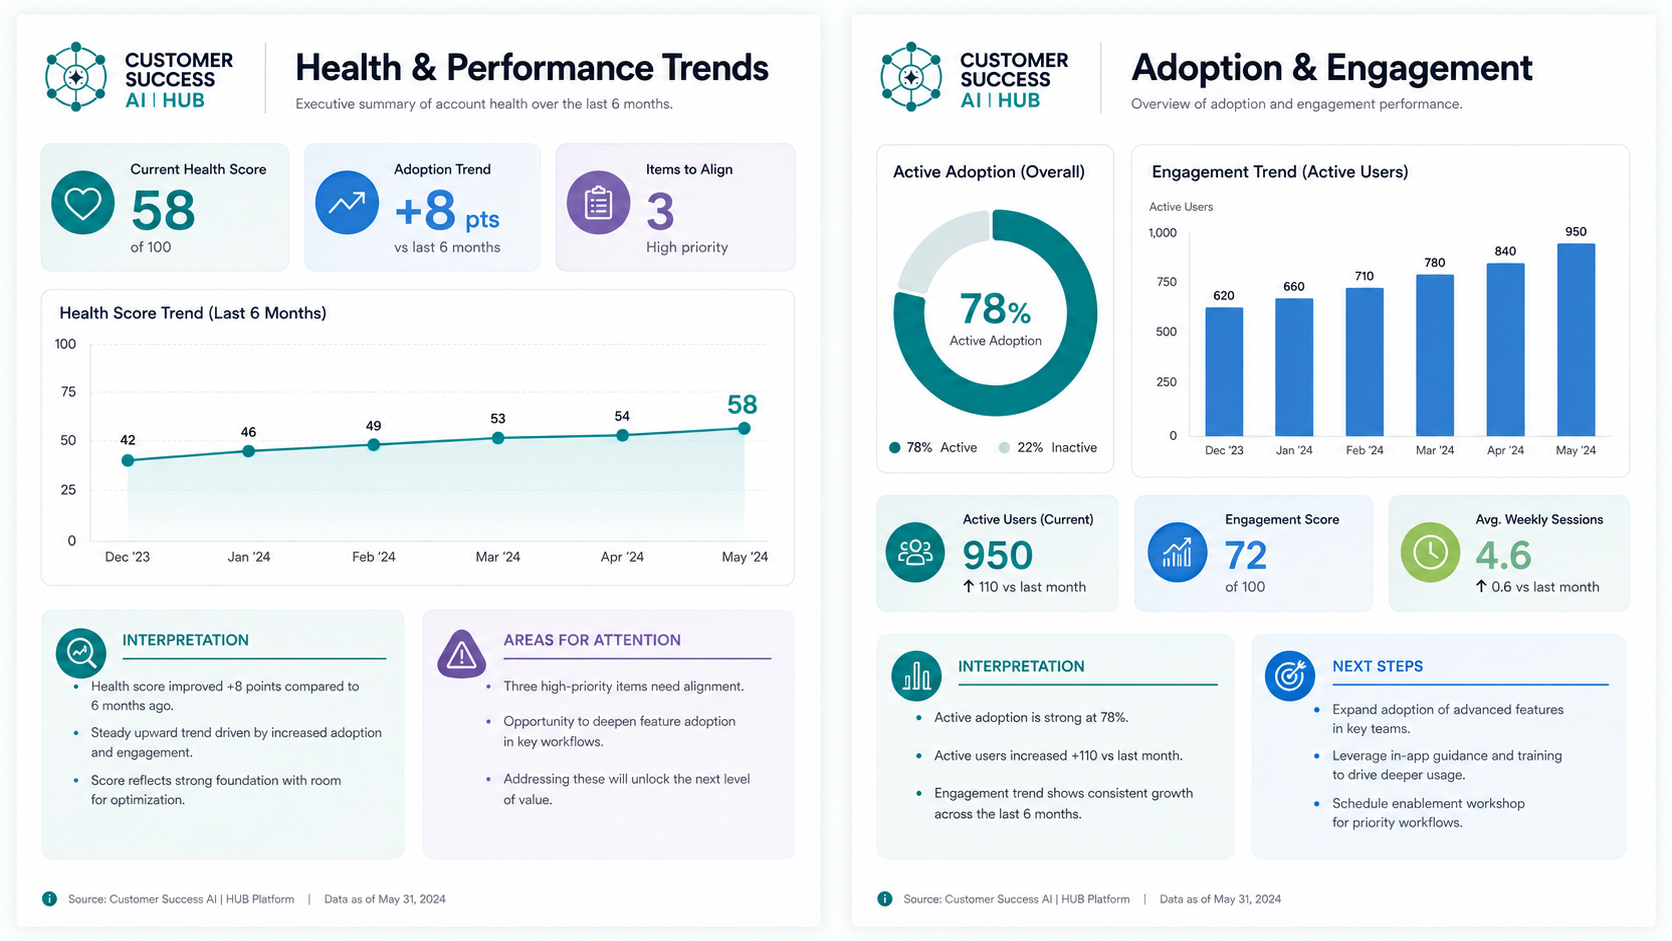 CUSTOMER
SUCCESS
AI | HUB
Health & Performance Trends
Executive summary of account health over the last 6 months.
Current Health Score
58
of 100
Adoption Trend
+8 pts
vs last 6 months
Items to Align
3
High priority
Health Score Trend (Last 6 Months)
100
75
50
25
0
42
46
49
53
54
58
Dec '23
Jan '24
Feb '24
Mar '24
Apr '24
May '24
INTERPRETATION
• Health score improved +8 points compared to
6 months ago.
• Steady upward trend driven by increased adoption
and engagement.
• Score reflects strong foundation with room
for optimization.
AREAS FOR ATTENTION
• Three high-priority items need alignment.
• Opportunity to deepen feature adoption
in key workflows.
• Addressing these will unlock the next level
of value.
Source: Customer Success AI | HUB Platform | Data as of May 31, 2024
CUSTOMER
SUCCESS
AI | HUB
Adoption & Engagement
Overview of adoption and engagement performance.
Active Adoption (Overall)
78%
Active Adoption
78% Active
22% Inactive
Engagement Trend (Active Users)
Active Users
1,000
750
500
250
0
620
660
710
780
840
950
Dec '23
Jan '24
Feb '24
Mar '24
Apr '24
May '24
Active Users (Current)
950
↑ 110 vs last month
Engagement Score
72
of 100
Avg. Weekly Sessions
4.6
↑ 0.6 vs last month
INTERPRETATION
• Active adoption is strong at 78%.
• Active users increased +110 vs last month.
• Engagement trend shows consistent growth
across the last 6 months.
NEXT STEPS
• Expand adoption of advanced features
in key teams.
• Leverage in-app guidance and training
to drive deeper usage.
• Schedule enablement workshop
for priority workflows.
Source: Customer Success AI | HUB Platform | Data as of May 31, 2024